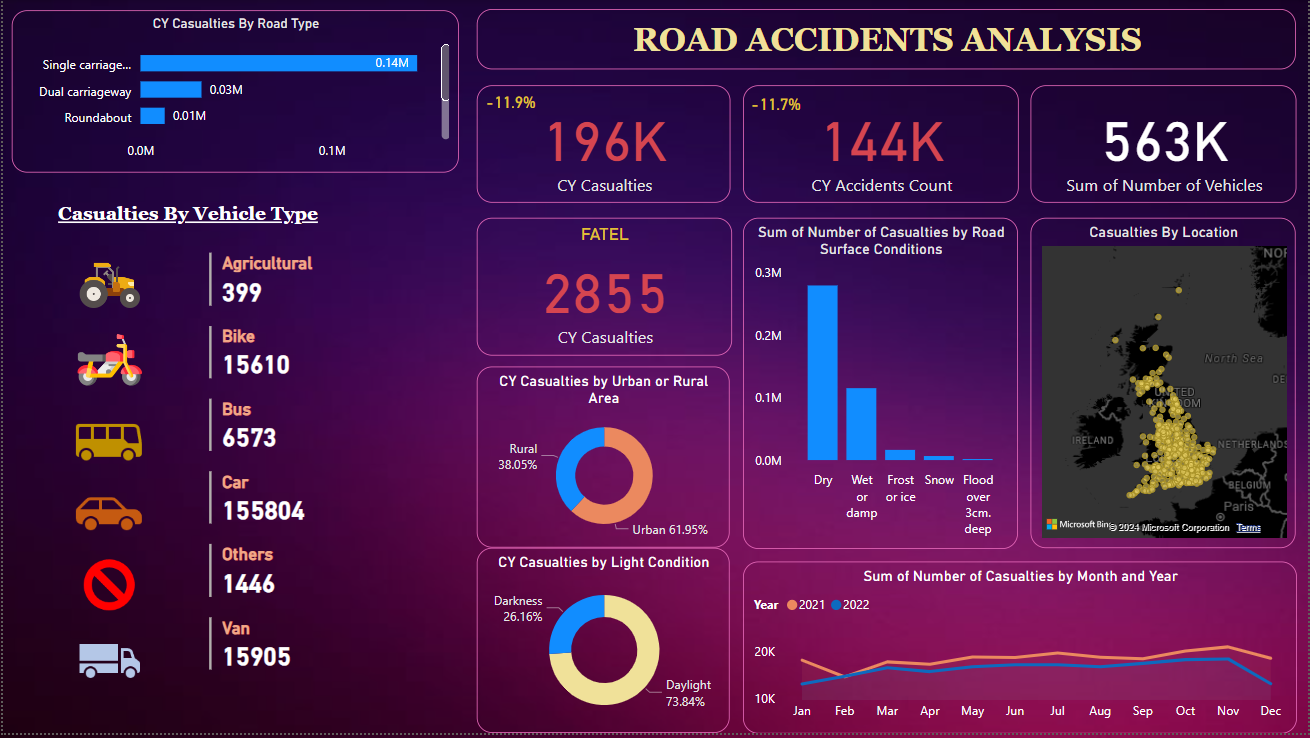 CY Casualties By Road Type
Single carriage...
0.14M
Dual carriageway
0.03M
Roundabout
0.01M
0.0M
0.1M
ROAD ACCIDENTS ANALYSIS
-11.9%
196K
CY Casualties
-11.7%
144K
CY Accidents Count
563K
Sum of Number of Vehicles
Casualties By Vehicle Type
Agricultural
399
Bike
15610
Bus
6573
Car
155804
Others
1446
Van
15905
FATEL
2855
CY Casualties
CY Casualties by Urban or Rural
Area
Rural
38.05%
Urban 61.95%
CY Casualties by Light Condition
Darkness
26.16%
Daylight
73.84%
Sum of Number of Casualties by Road
Surface Conditions
0.3M
0.2M
0.1M
0.0M
Dry
Wet
or
damp
Frost
or ice
Snow
Flood
over
3cm.
deep
Casualties By Location
NOR
North Sea
DE
UNITED
KINGDOM
IRELAND
NETHERLANDS
BELGIUM
Paris
Microsoft Bing
© 2024 Microsoft Corporation
Terms
Sum of Number of Casualties by Month and Year
Year
2021
2022
20K
10K
Jan
Feb
Mar
Apr
May
Jun
Jul
Aug
Sep
Oct
Nov
Dec